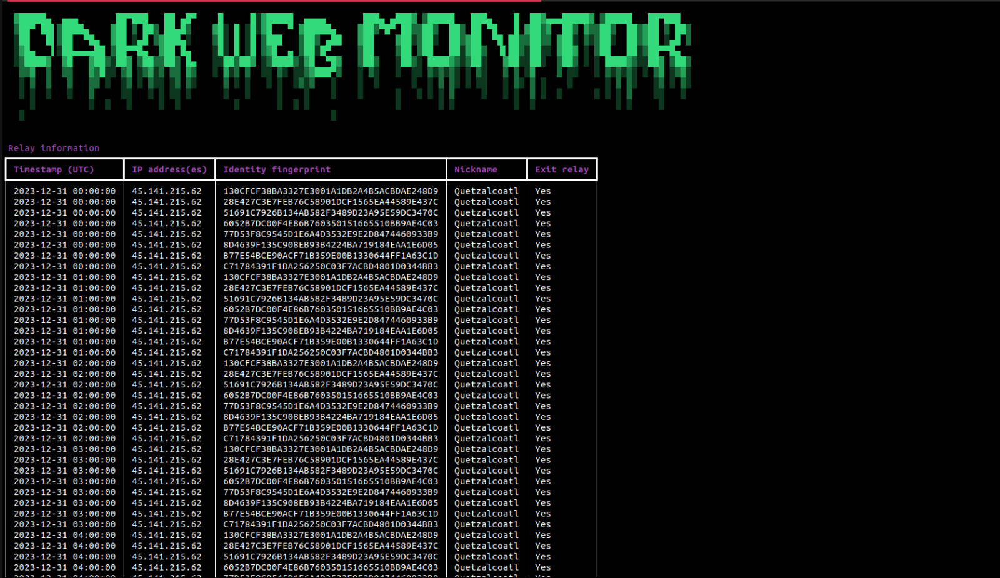 DARK WEB MONITOR
Relay information
Timestamp (UTC) IP address(es) Identity fingerprint Nickname Exit relay
2023-12-31 00:00:00 45.141.215.62 130CFCF38BA3327E3001A1DB2A4B5ACBDAE248D9 Quetzalcoatl Yes
2023-12-31 00:00:00 45.141.215.62 28E427C3E7FEB76C58901DCF1565EA44589E437C Quetzalcoatl Yes
2023-12-31 00:00:00 45.141.215.62 51691C7926B134AB582F3489D23A95E59DC3470C Quetzalcoatl Yes
2023-12-31 00:00:00 45.141.215.62 6052B7DC00F4E86B760350151665510BB9AE4C03 Quetzalcoatl Yes
2023-12-31 00:00:00 45.141.215.62 77D53F8C9545D1E6A4D3532E9E2D8474460933B9 Quetzalcoatl Yes
2023-12-31 00:00:00 45.141.215.62 8D4639F135C908EB93B4224BA719184EAA1E6D05 Quetzalcoatl Yes
2023-12-31 00:00:00 45.141.215.62 B77E54BCE90ACF71B359E00B1330644FF1A63C1D Quetzalcoatl Yes
2023-12-31 00:00:00 45.141.215.62 C71784391F1DA256250C03F7ACBD4801D0344BB3 Quetzalcoatl Yes
2023-12-31 01:00:00 45.141.215.62 130CFCF38BA3327E3001A1DB2A4B5ACBDAE248D9 Quetzalcoatl Yes
2023-12-31 01:00:00 45.141.215.62 28E427C3E7FEB76C58901DCF1565EA44589E437C Quetzalcoatl Yes
2023-12-31 01:00:00 45.141.215.62 51691C7926B134AB582F3489D23A95E59DC3470C Quetzalcoatl Yes
2023-12-31 01:00:00 45.141.215.62 6052B7DC00F4E86B760350151665510BB9AE4C03 Quetzalcoatl Yes
2023-12-31 01:00:00 45.141.215.62 77D53F8C9545D1E6A4D3532E9E2D8474460933B9 Quetzalcoatl Yes
2023-12-31 01:00:00 45.141.215.62 8D4639F135C908EB93B4224BA719184EAA1E6D05 Quetzalcoatl Yes
2023-12-31 01:00:00 45.141.215.62 B77E54BCE90ACF71B359E00B1330644FF1A63C1D Quetzalcoatl Yes
2023-12-31 01:00:00 45.141.215.62 C71784391F1DA256250C03F7ACBD4801D0344BB3 Quetzalcoatl Yes
2023-12-31 02:00:00 45.141.215.62 130CFCF38BA3327E3001A1DB2A4B5ACBDAE248D9 Quetzalcoatl Yes
2023-12-31 02:00:00 45.141.215.62 28E427C3E7FEB76C58901DCF1565EA44589E437C Quetzalcoatl Yes
2023-12-31 02:00:00 45.141.215.62 51691C7926B134AB582F3489D23A95E59DC3470C Quetzalcoatl Yes
2023-12-31 02:00:00 45.141.215.62 6052B7DC00F4E86B760350151665510BB9AE4C03 Quetzalcoatl Yes
2023-12-31 02:00:00 45.141.215.62 77D53F8C9545D1E6A4D3532E9E2D8474460933B9 Quetzalcoatl Yes
2023-12-31 02:00:00 45.141.215.62 8D4639F135C908EB93B4224BA719184EAA1E6D05 Quetzalcoatl Yes
2023-12-31 02:00:00 45.141.215.62 B77E54BCE90ACF71B359E00B1330644FF1A63C1D Quetzalcoatl Yes
2023-12-31 02:00:00 45.141.215.62 C71784391F1DA256250C03F7ACBD4801D0344BB3 Quetzalcoatl Yes
2023-12-31 03:00:00 45.141.215.62 130CFCF38BA3327E3001A1DB2A4B5ACBDAE248D9 Quetzalcoatl Yes
2023-12-31 03:00:00 45.141.215.62 28E427C3E7FEB76C58901DCF1565EA44589E437C Quetzalcoatl Yes
2023-12-31 03:00:00 45.141.215.62 51691C7926B134AB582F3489D23A95E59DC3470C Quetzalcoatl Yes
2023-12-31 03:00:00 45.141.215.62 6052B7DC00F4E86B760350151665510BB9AE4C03 Quetzalcoatl Yes
2023-12-31 03:00:00 45.141.215.62 77D53F8C9545D1E6A4D3532E9E2D8474460933B9 Quetzalcoatl Yes
2023-12-31 03:00:00 45.141.215.62 8D4639F135C908EB93B4224BA719184EAA1E6D05 Quetzalcoatl Yes
2023-12-31 03:00:00 45.141.215.62 B77E54BCE90ACF71B359E00B1330644FF1A63C1D Quetzalcoatl Yes
2023-12-31 03:00:00 45.141.215.62 C71784391F1DA256250C03F7ACBD4801D0344BB3 Quetzalcoatl Yes
2023-12-31 04:00:00 45.141.215.62 130CFCF38BA3327E3001A1DB2A4B5ACBDAE248D9 Quetzalcoatl Yes
2023-12-31 04:00:00 45.141.215.62 28E427C3E7FEB76C58901DCF1565EA44589E437C Quetzalcoatl Yes
2023-12-31 04:00:00 45.141.215.62 51691C7926B134AB582F3489D23A95E59DC3470C Quetzalcoatl Yes
2023-12-31 04:00:00 45.141.215.62 6052B7DC00F4E86B760350151665510BB9AE4C03 Quetzalcoatl Yes